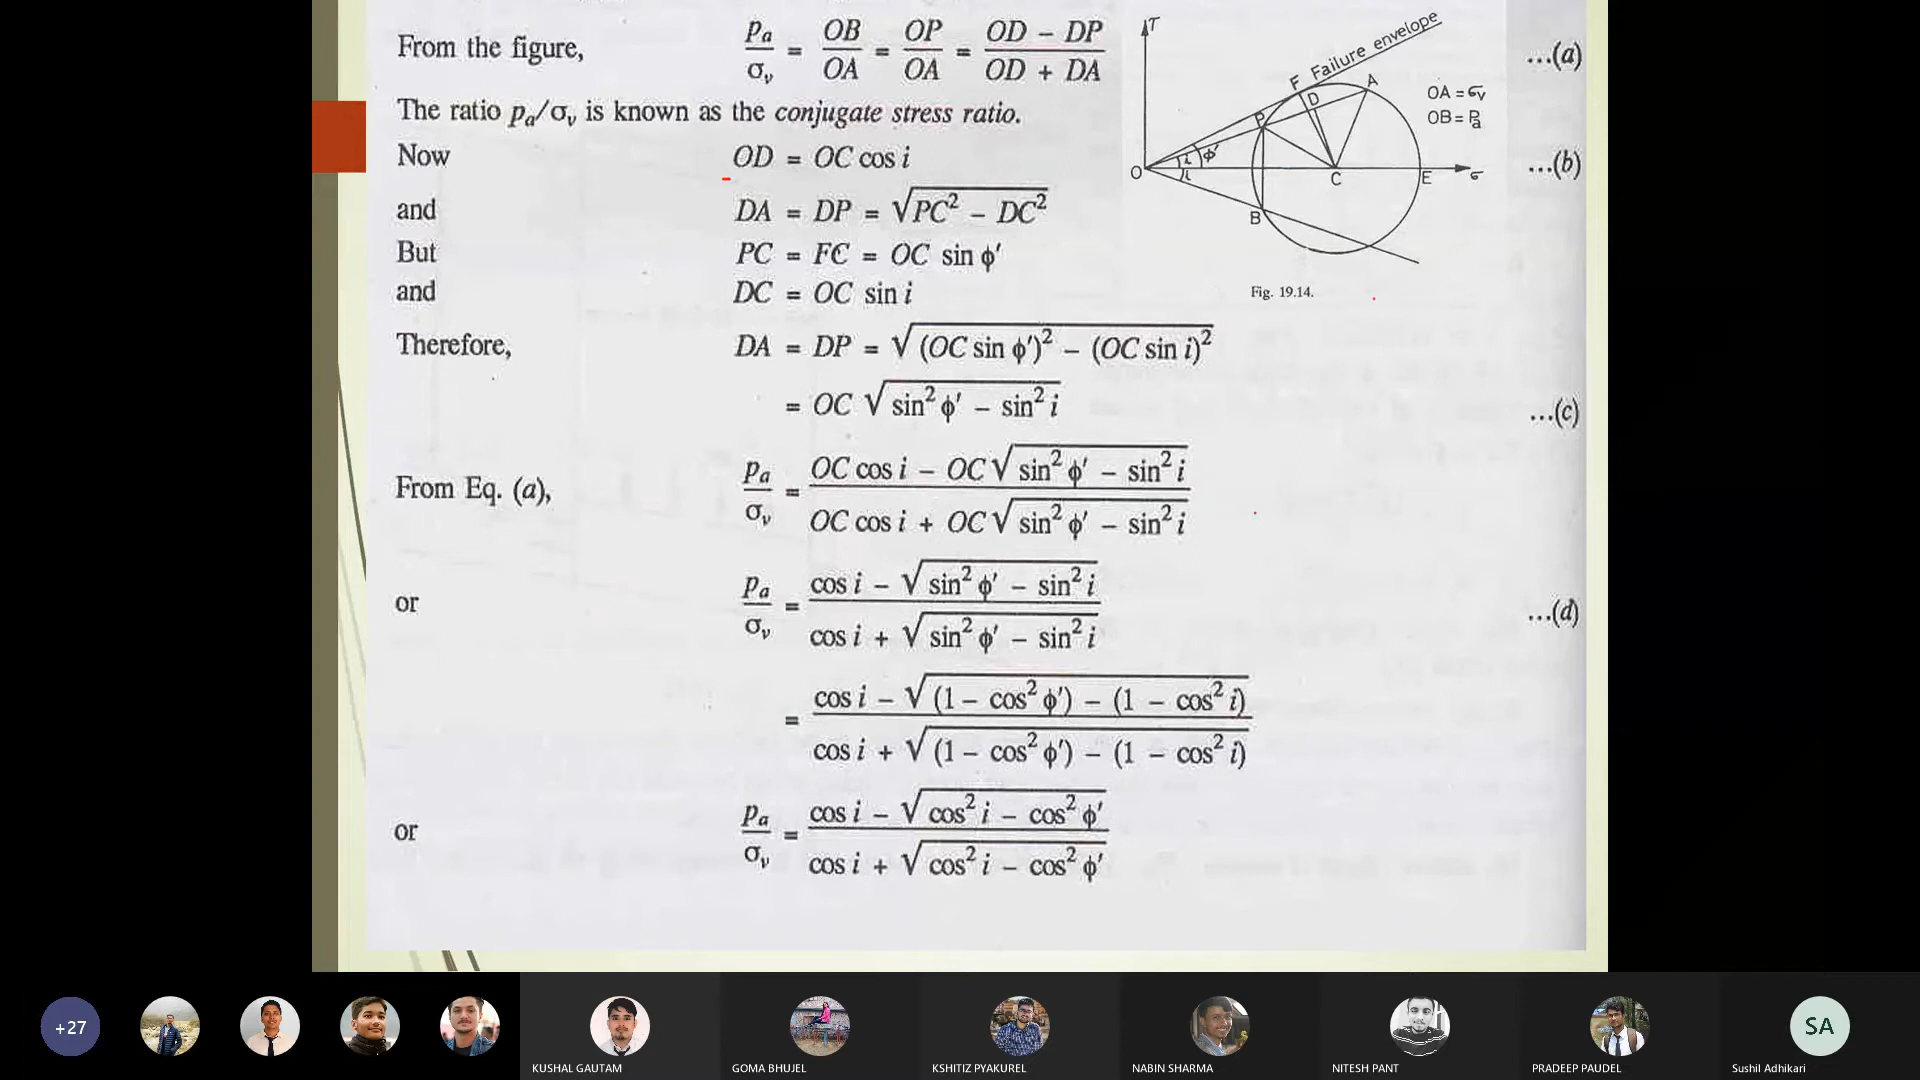 From the figure, pₐ/σᵥ = OB/OA = OP/OA = (OD − DP)/(OD + DA) ...(a)
The ratio pₐ/σᵥ is known as the conjugate stress ratio.
Now OD = OC cos i ...(b)
and DA = DP = √(PC² − DC²)
But PC = FC = OC sin φ′
and DC = OC sin i
Therefore, DA = DP = √((OC sin φ′)² − (OC sin i)²)
= OC √(sin² φ′ − sin² i) ...(c)
From Eq. (a), pₐ/σᵥ = (OC cos i − OC √(sin² φ′ − sin² i))/(OC cos i + OC √(sin² φ′ − sin² i))
or pₐ/σᵥ = (cos i − √(sin² φ′ − sin² i))/(cos i + √(sin² φ′ − sin² i)) ...(d)
= (cos i − √((1 − cos² φ′) − (1 − cos² i)))/(cos i + √((1 − cos² φ′) − (1 − cos² i)))
or pₐ/σᵥ = (cos i − √(cos² i − cos² φ′))/(cos i + √(cos² i − cos² φ′))
τ
F Failure envelope
D
A
P
OA = σᵥ
OB = Pₐ
i φ′
i
O
C
E
σ
B
Fig. 19.14.
+27
SA
KUSHAL GAUTAM
GOMA BHUJEL
KSHITIZ PYAKUREL
NABIN SHARMA
NITESH PANT
PRADEEP PAUDEL
Sushil Adhikari